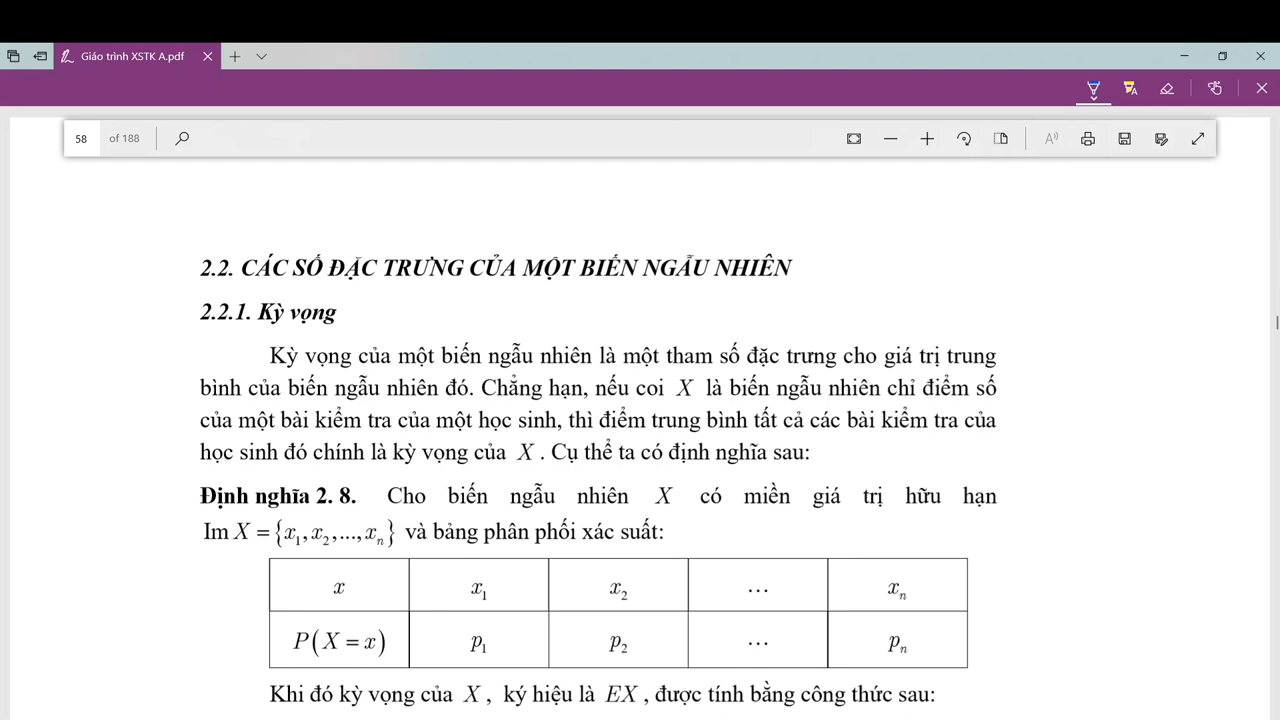 Giáo trình XSTK A.pdf
58 of 188
2.2. CÁC SỐ ĐẶC TRƯNG CỦA MỘT BIẾN NGẪU NHIÊN
2.2.1. Kỳ vọng
Kỳ vọng của một biến ngẫu nhiên là một tham số đặc trưng cho giá trị trung
bình của biến ngẫu nhiên đó. Chẳng hạn, nếu coi X là biến ngẫu nhiên chỉ điểm số
của một bài kiểm tra của một học sinh, thì điểm trung bình tất cả các bài kiểm tra của
học sinh đó chính là kỳ vọng của X . Cụ thể ta có định nghĩa sau:
Định nghĩa 2. 8. Cho biến ngẫu nhiên X có miền giá trị hữu hạn
Im X = {x₁, x₂,..., xₙ} và bảng phân phối xác suất:
x x₁ x₂ … xₙ
P(X = x) p₁ p₂ … pₙ
Khi đó kỳ vọng của X , ký hiệu là EX , được tính bằng công thức sau: